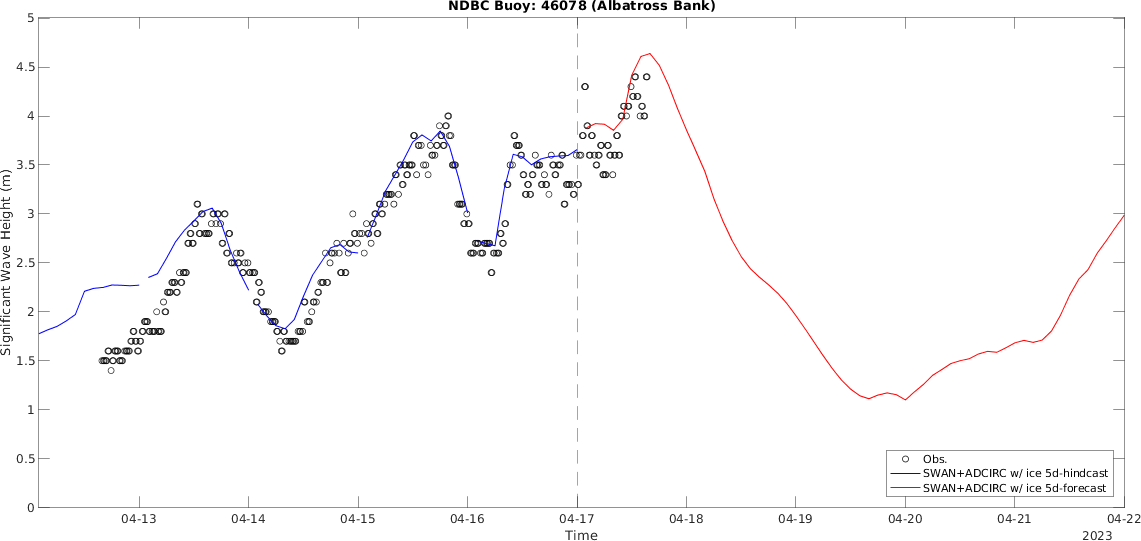 NDBC Buoy: 46078 (Albatross Bank)
5
4.5
4
3.5
3
2.5
2
1.5
1
0.5
0
Significant Wave Height (m)
Obs.
SWAN+ADCIRC w/ ice 5d-hindcast
SWAN+ADCIRC w/ ice 5d-forecast
04-13 04-14 04-15 04-16 04-17 04-18 04-19 04-20 04-21 04-22
Time
2023